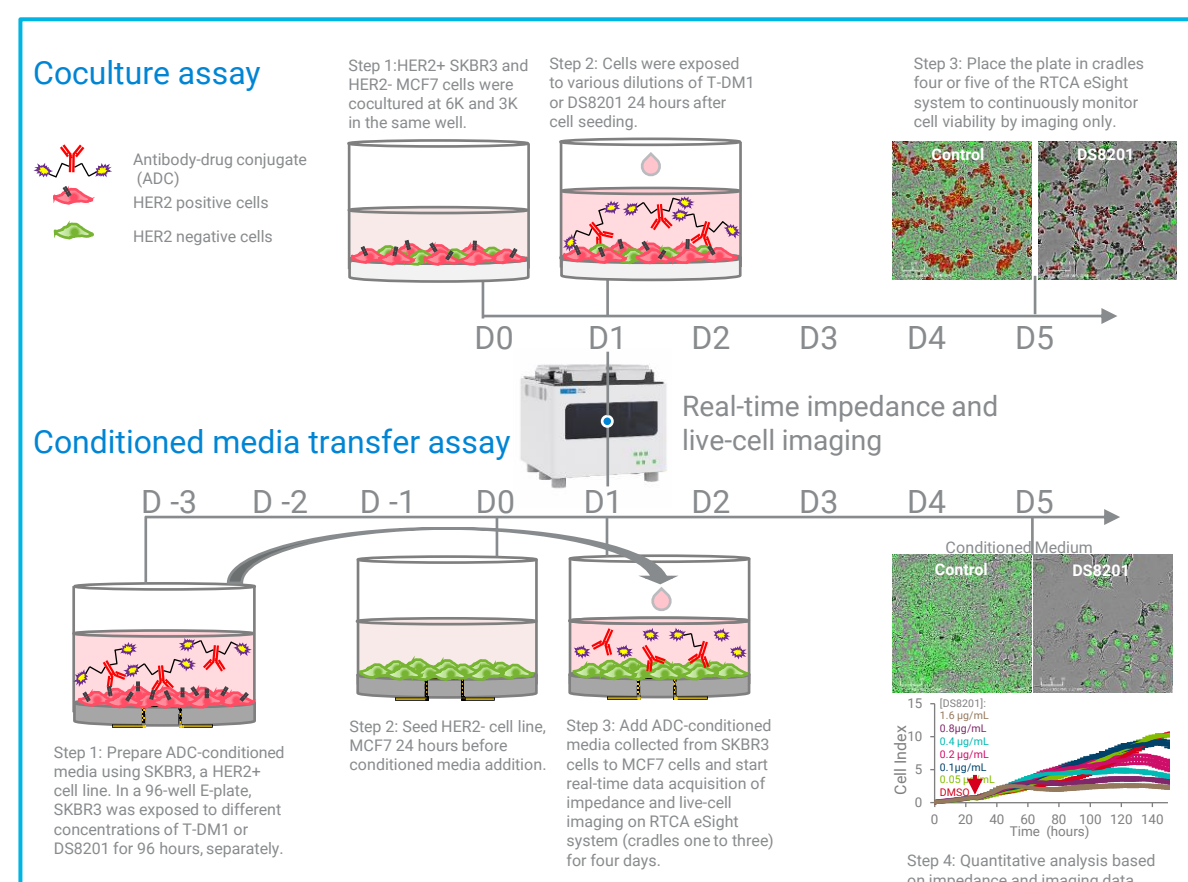 Coculture assay
Antibody-drug conjugate
(ADC)
HER2 positive cells
HER2 negative cells
Step 1:HER2+ SKBR3 and
HER2- MCF7 cells were
cocultured at 6K and 3K
in the same well.
Step 2: Cells were exposed
to various dilutions of T-DM1
or DS8201 24 hours after
cell seeding.
Step 3: Place the plate in cradles
four or five of the RTCA eSight
system to continuously monitor
cell viability by imaging only.
Control
DS8201
D0 D1 D2 D3 D4 D5
Real-time impedance and
live-cell imaging
Conditioned media transfer assay
D -3 D -2 D -1 D0 D1 D2 D3 D4 D5
Step 1: Prepare ADC-conditioned
media using SKBR3, a HER2+
cell line. In a 96-well E-plate,
SKBR3 was exposed to different
concentrations of T-DM1 or
DS8201 for 96 hours, separately.
Step 2: Seed HER2- cell line,
MCF7 24 hours before
conditioned media addition.
Step 3: Add ADC-conditioned
media collected from SKBR3
cells to MCF7 cells and start
real-time data acquisition of
impedance and live-cell
imaging on RTCA eSight
system (cradles one to three)
for four days.
Conditioned Medium
Control
DS8201
Cell Index
15
10
5
0
[DS8201]:
1.6 µg/mL
0.8µg/mL
0.4 µg/mL
0.2 µg/mL
0.1µg/mL
0.05 µg/mL
DMSO
0 20 40 60 80 100 120 140
Time (hours)
Step 4: Quantitative analysis based
on impedance and imaging data